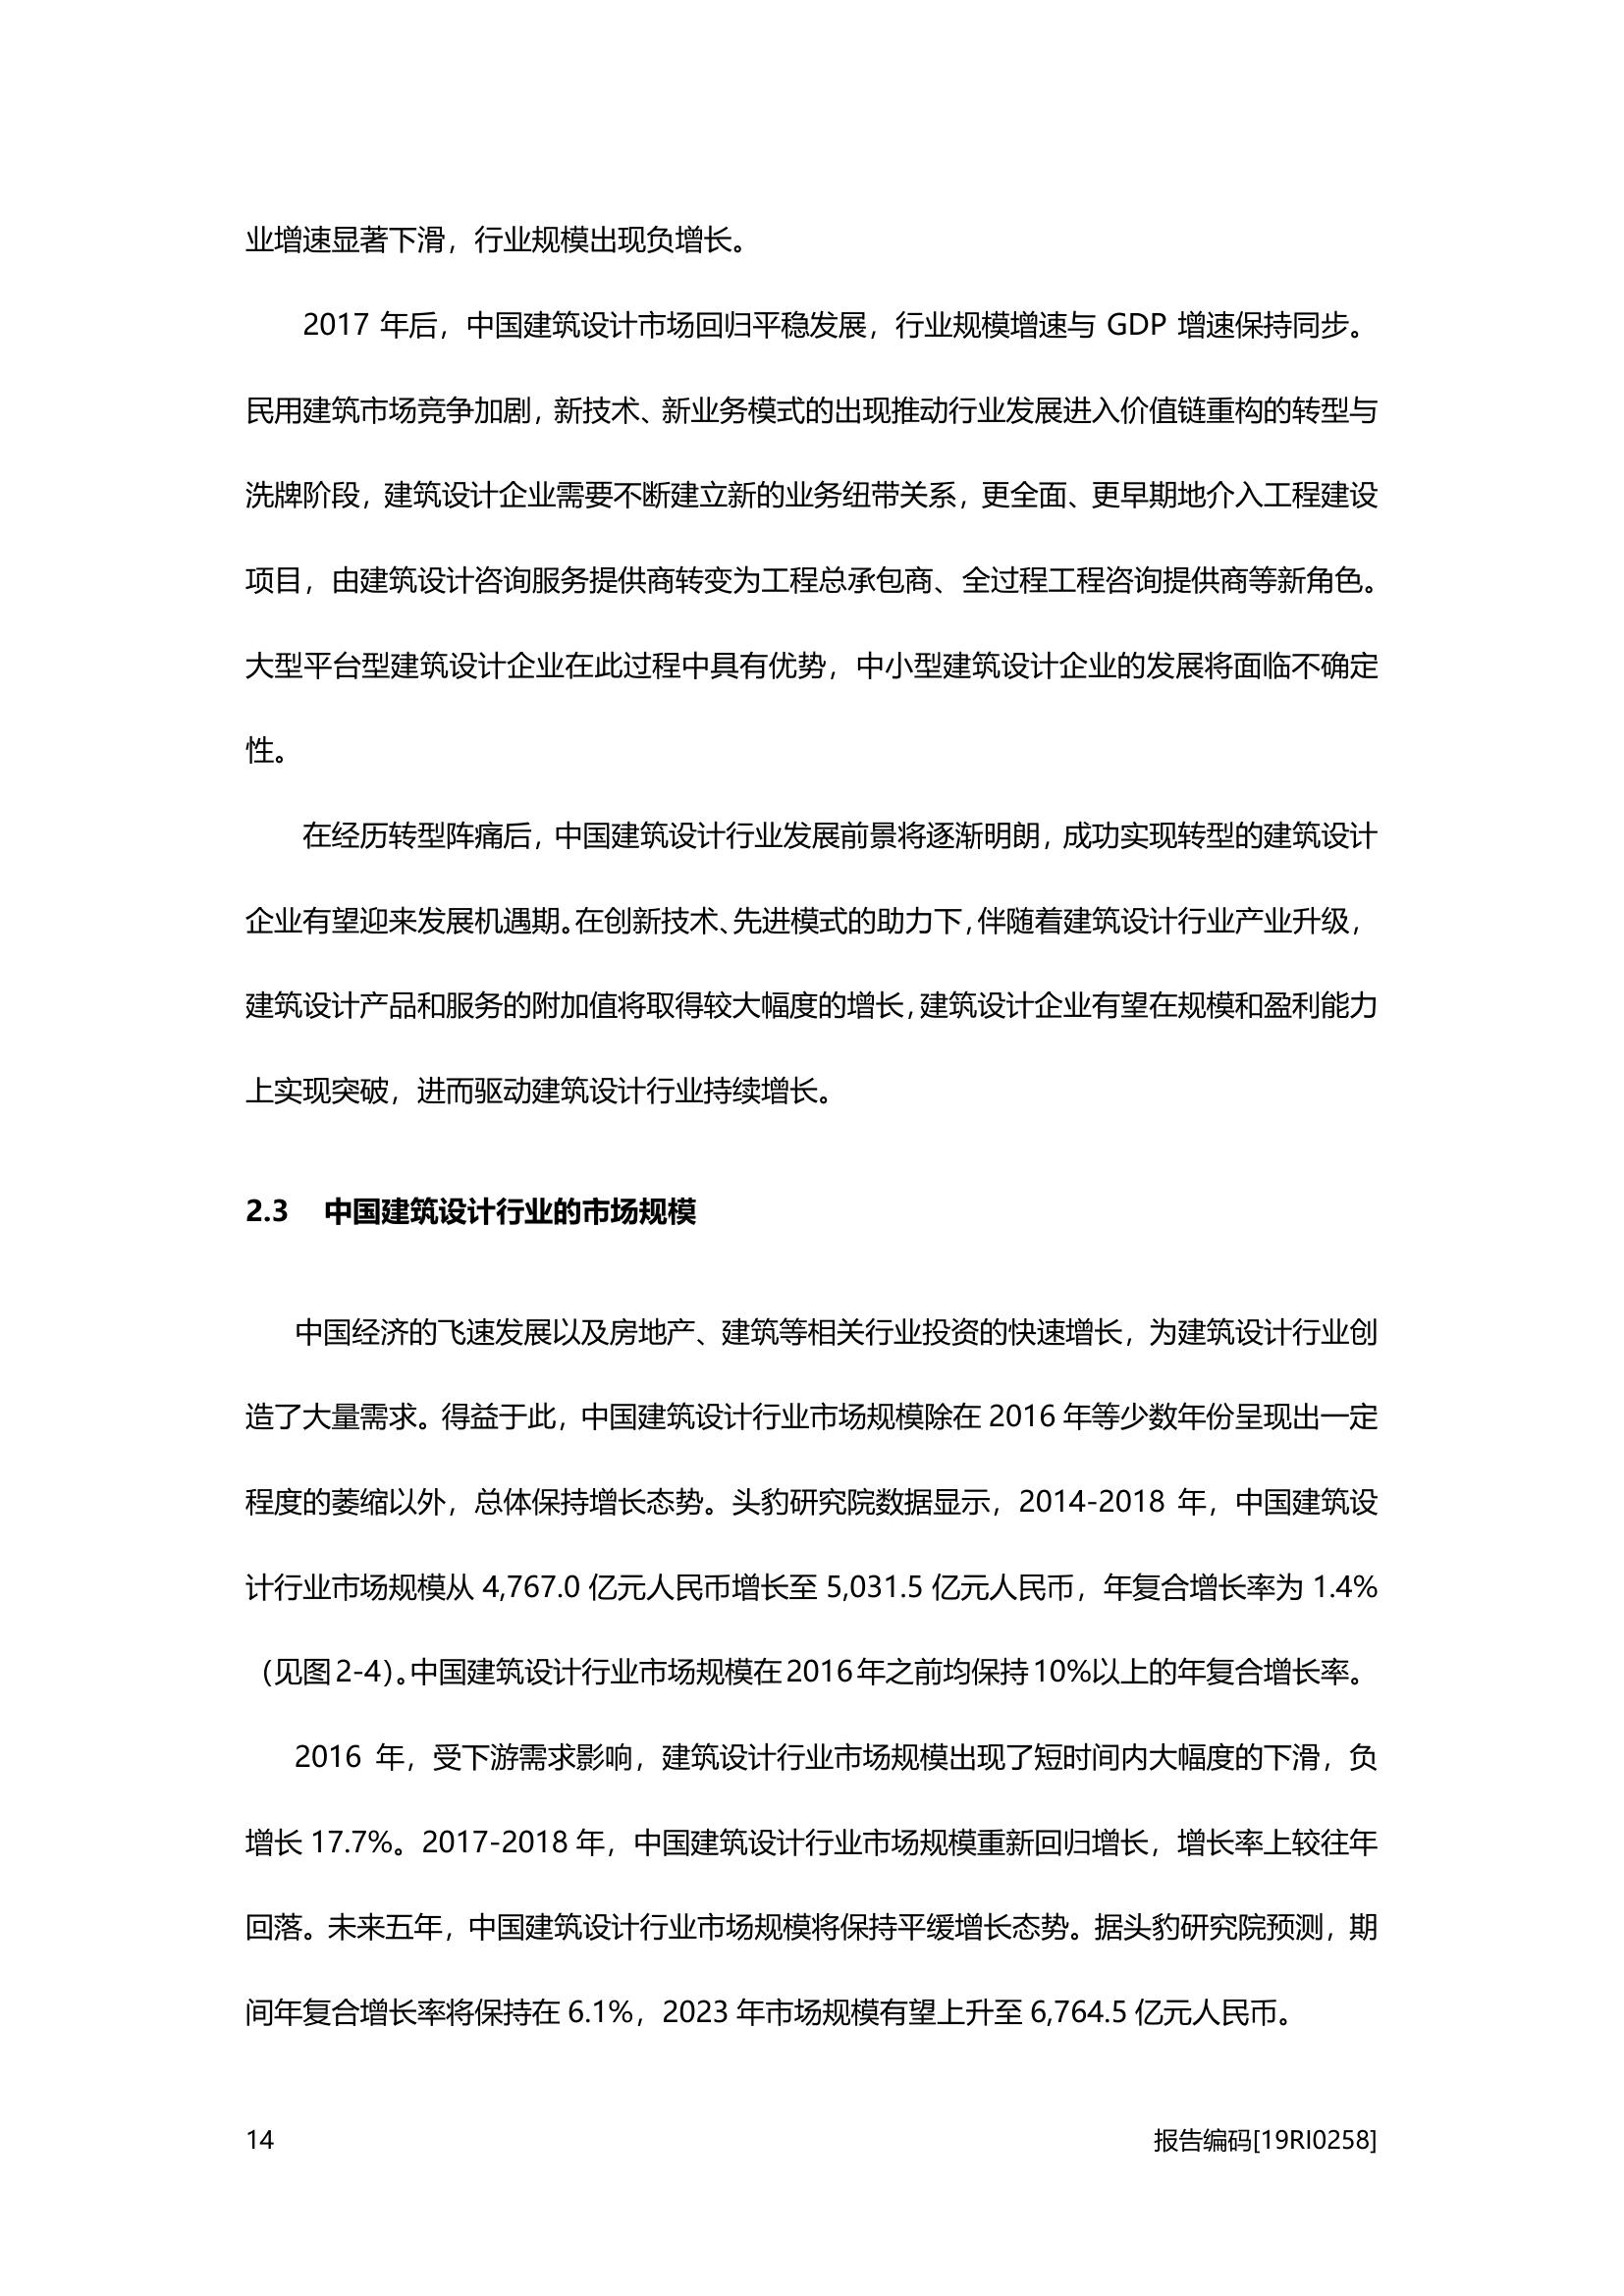 业增速显著下滑，行业规模出现负增长。
2017 年后，中国建筑设计市场回归平稳发展，行业规模增速与 GDP 增速保持同步。
民用建筑市场竞争加剧，新技术、新业务模式的出现推动行业发展进入价值链重构的转型与
洗牌阶段，建筑设计企业需要不断建立新的业务纽带关系，更全面、更早期地介入工程建设
项目，由建筑设计咨询服务提供商转变为工程总承包商、全过程工程咨询提供商等新角色。
大型平台型建筑设计企业在此过程中具有优势，中小型建筑设计企业的发展将面临不确定
性。
在经历转型阵痛后，中国建筑设计行业发展前景将逐渐明朗，成功实现转型的建筑设计
企业有望迎来发展机遇期。在创新技术、先进模式的助力下，伴随着建筑设计行业产业升级，
建筑设计产品和服务的附加值将取得较大幅度的增长，建筑设计企业有望在规模和盈利能力
上实现突破，进而驱动建筑设计行业持续增长。
2.3 中国建筑设计行业的市场规模
中国经济的飞速发展以及房地产、建筑等相关行业投资的快速增长，为建筑设计行业创
造了大量需求。得益于此，中国建筑设计行业市场规模除在 2016 年等少数年份呈现出一定
程度的萎缩以外，总体保持增长态势。头豹研究院数据显示，2014-2018 年，中国建筑设
计行业市场规模从 4,767.0 亿元人民币增长至 5,031.5 亿元人民币，年复合增长率为 1.4%
（见图 2-4）。中国建筑设计行业市场规模在 2016 年之前均保持 10%以上的年复合增长率。
2016 年，受下游需求影响，建筑设计行业市场规模出现了短时间内大幅度的下滑，负
增长 17.7%。2017-2018 年，中国建筑设计行业市场规模重新回归增长，增长率上较往年
回落。未来五年，中国建筑设计行业市场规模将保持平缓增长态势。据头豹研究院预测，期
间年复合增长率将保持在 6.1%，2023 年市场规模有望上升至 6,764.5 亿元人民币。
14 报告编码[19RI0258]